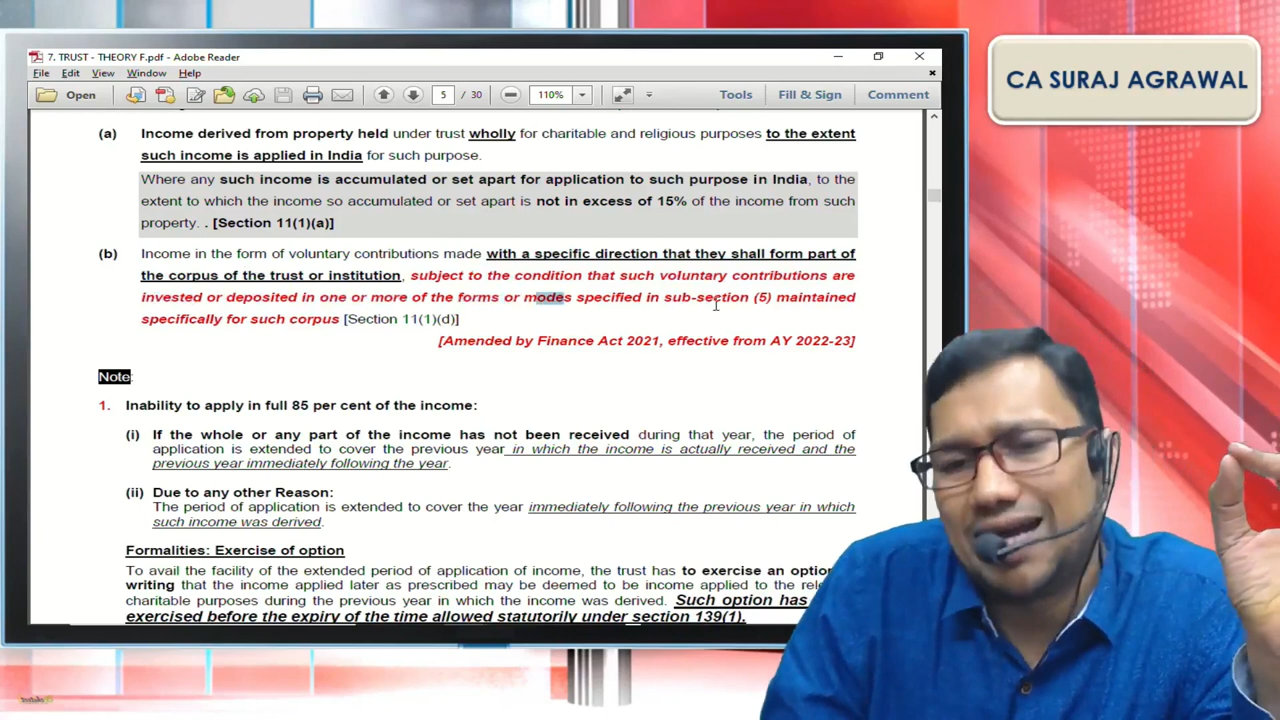 7. TRUST - THEORY F.pdf - Adobe Reader
File Edit View Window Help
Open 5 / 30 110% Tools Fill & Sign Comment
CA SURAJ AGRAWAL
(a) Income derived from property held under trust wholly for charitable and religious purposes to the extent
such income is applied in India for such purpose.
Where any such income is accumulated or set apart for application to such purpose in India, to the
extent to which the income so accumulated or set apart is not in excess of 15% of the income from such
property. . [Section 11(1)(a)]
(b) Income in the form of voluntary contributions made with a specific direction that they shall form part of
the corpus of the trust or institution, subject to the condition that such voluntary contributions are
invested or deposited in one or more of the forms or modes specified in sub-section (5) maintained
specifically for such corpus [Section 11(1)(d)]
[Amended by Finance Act 2021, effective from AY 2022-23]
Note:
1. Inability to apply in full 85 per cent of the income:
(i) If the whole or any part of the income has not been received during that year, the period of
application is extended to cover the previous year in which the income is actually received and the
previous year immediately following the year.
(ii) Due to any other Reason:
The period of application is extended to cover the year immediately following the previous year in which
such income was derived.
Formalities: Exercise of option
To avail the facility of the extended period of application of income, the trust has to exercise an option
writing that the income applied later as prescribed may be deemed to be income applied to the
charitable purposes during the previous year in which the income was derived. Such option has
exercised before the expiry of the time allowed statutorily under section 139(1).